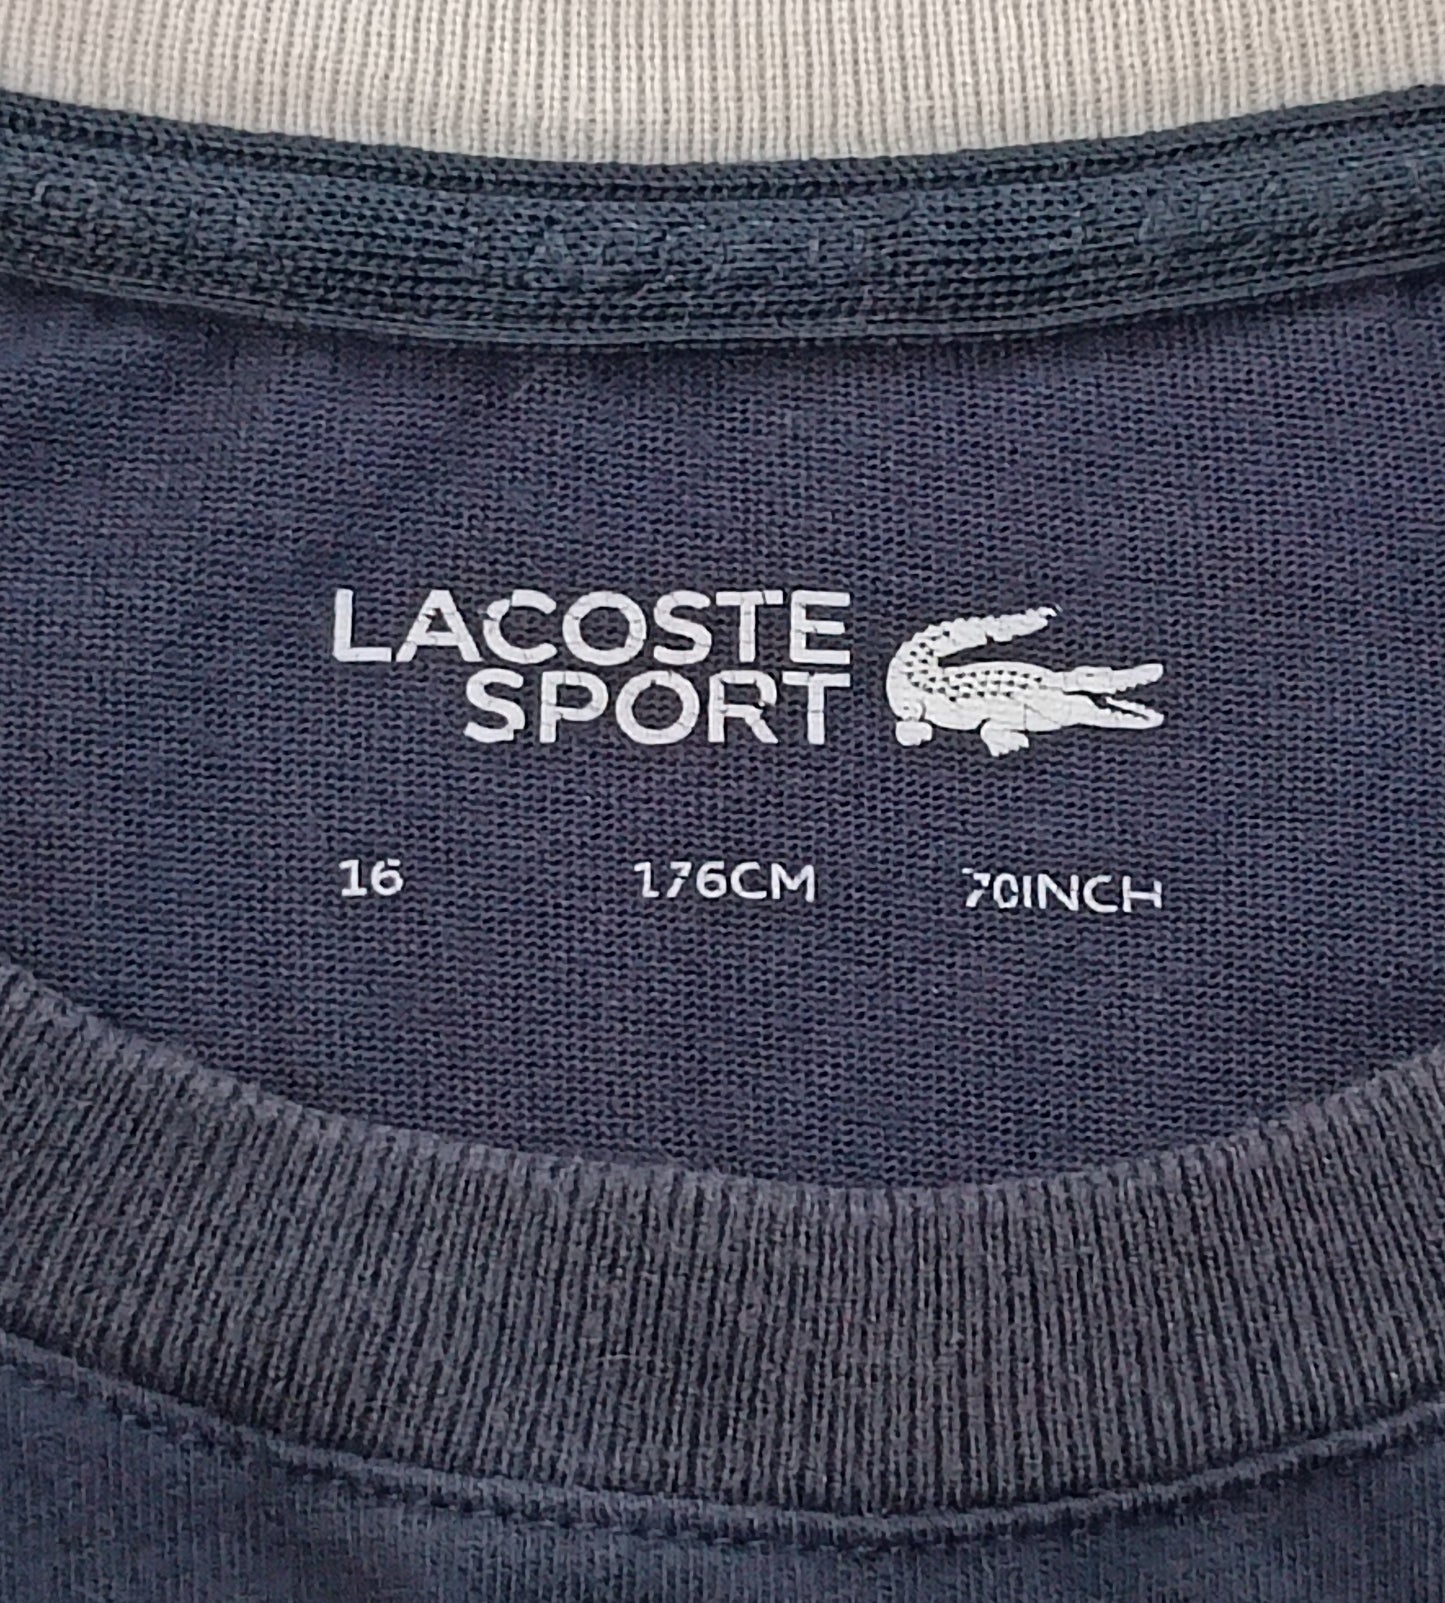 LACOSTE
SPORT
16 176CM 70INCH